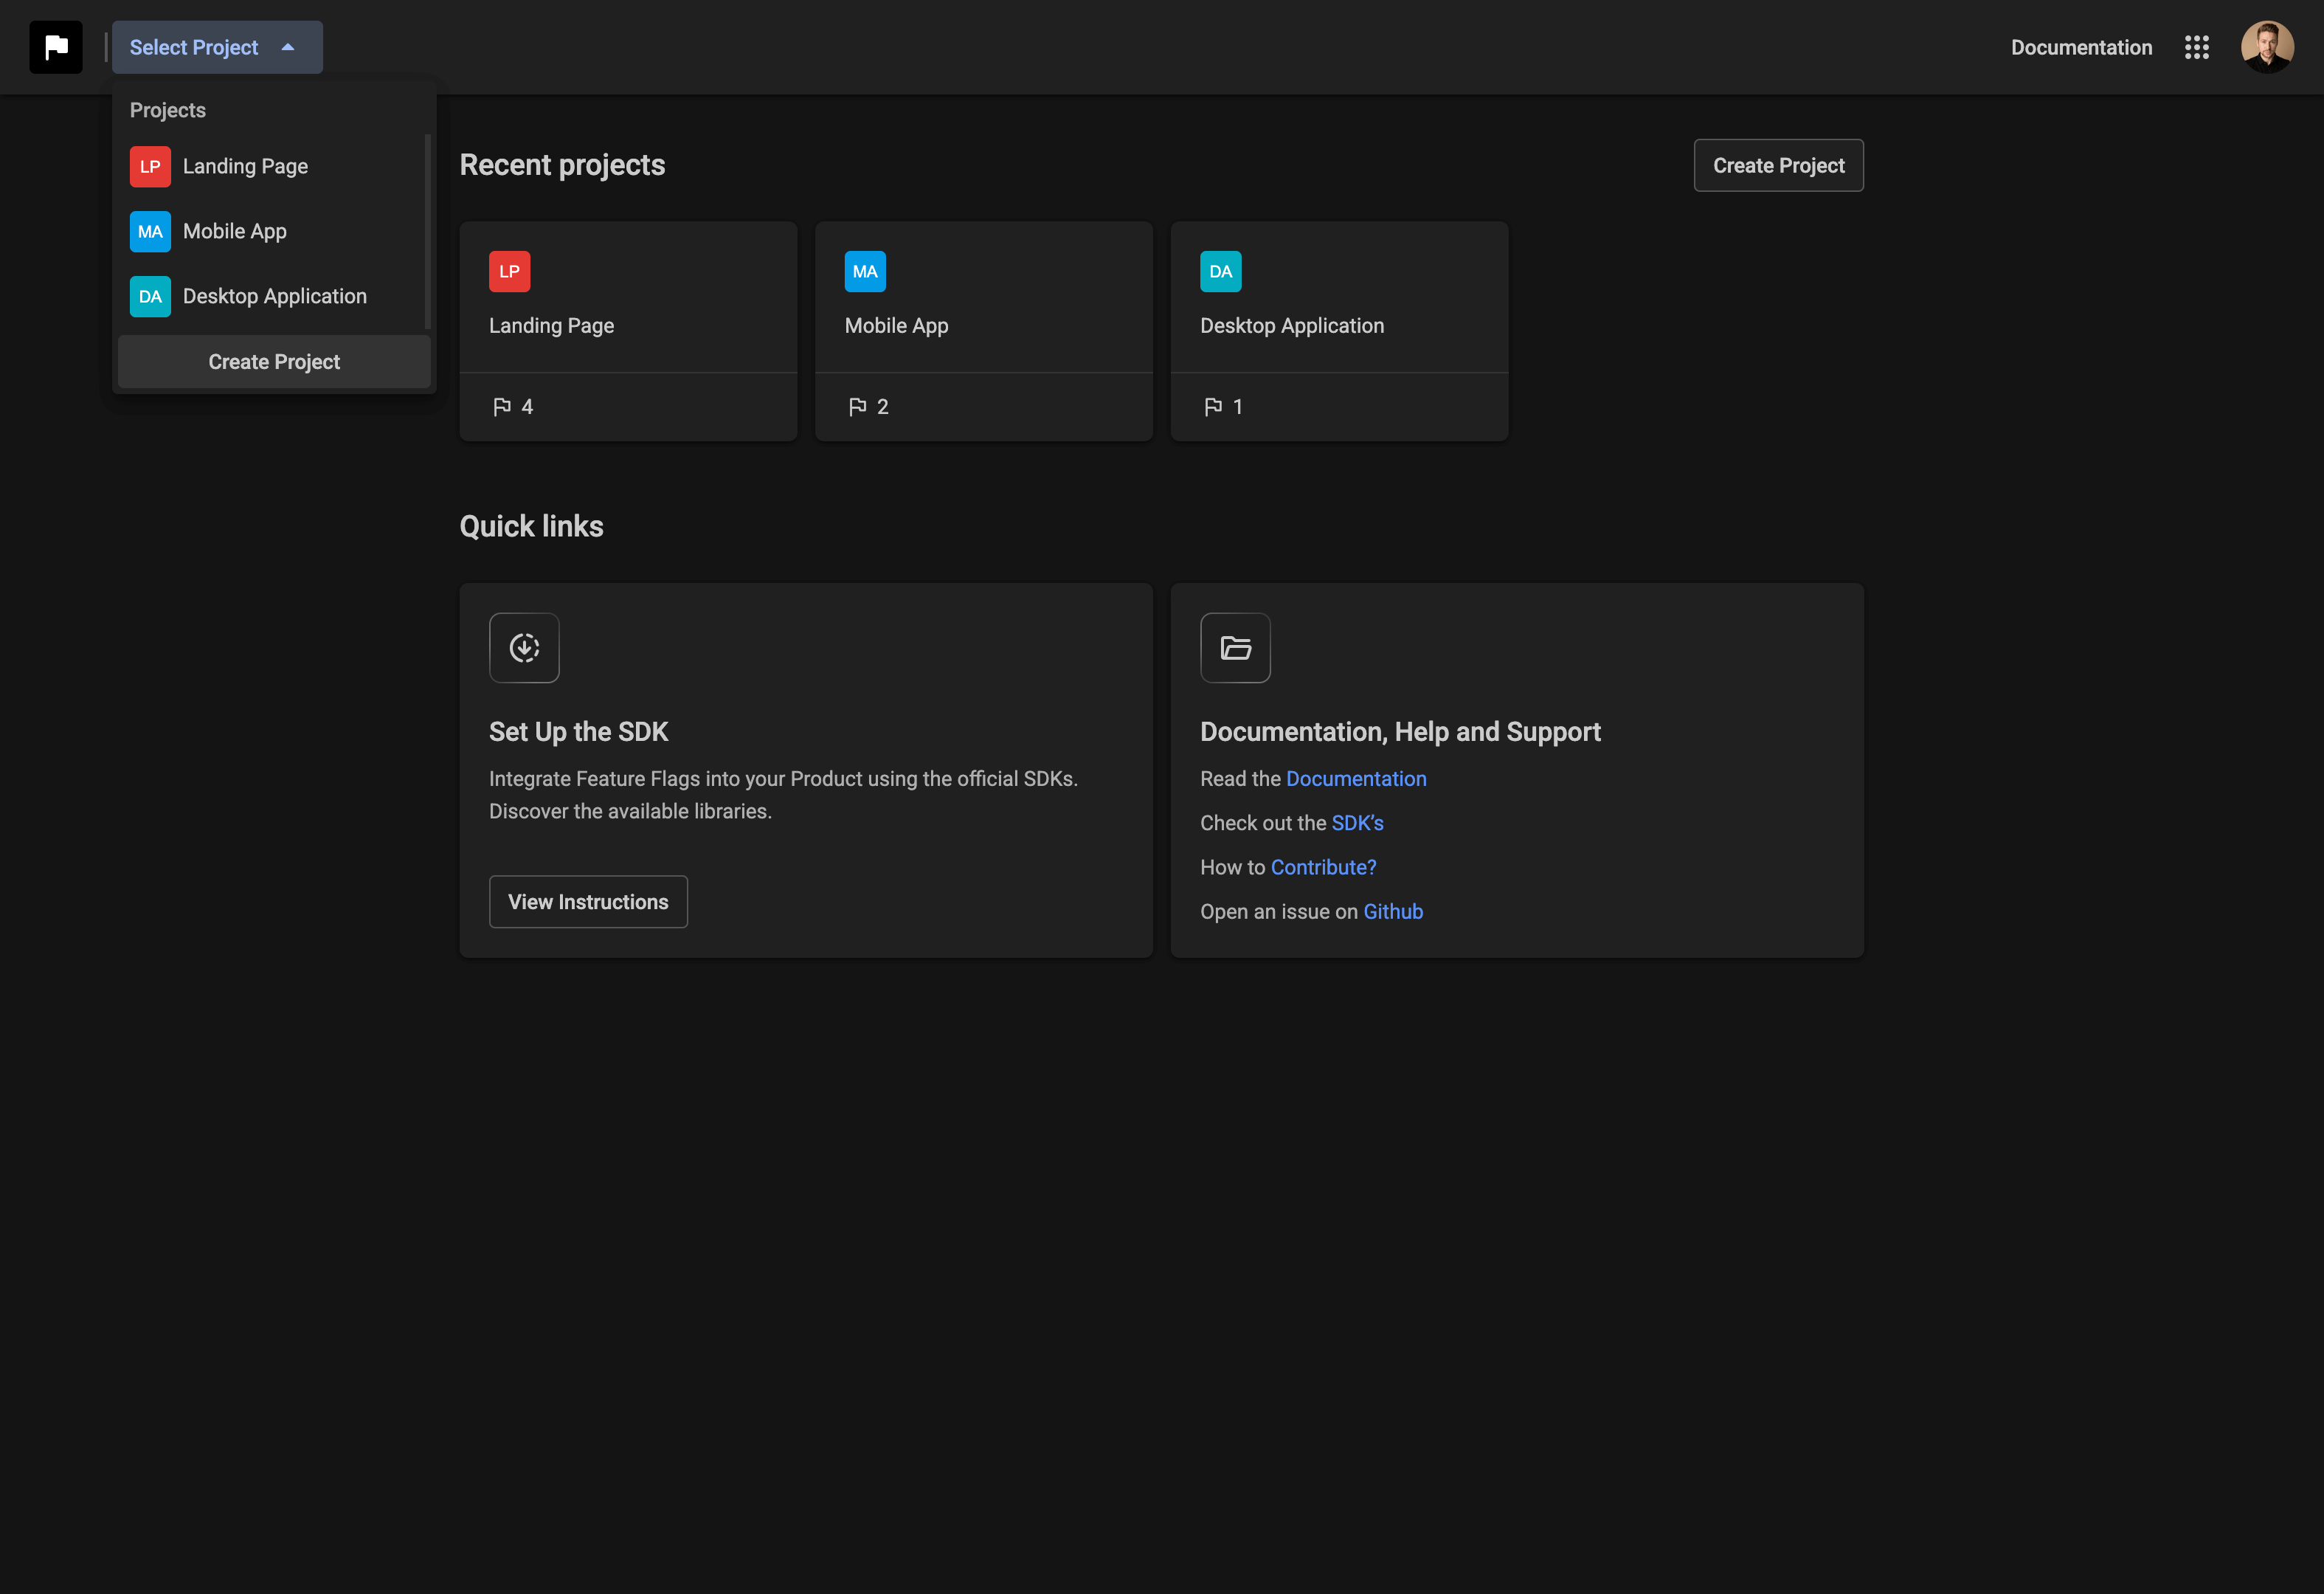 Select Project
Documentation
Projects
LP Landing Page
MA Mobile App
DA Desktop Application
Create Project
Recent projects
Create Project
LP
Landing Page
4
MA
Mobile App
2
DA
Desktop Application
1
Quick links
Set Up the SDK
Integrate Feature Flags into your Product using the official SDKs.
Discover the available libraries.
View Instructions
Documentation, Help and Support
Read the Documentation
Check out the SDK’s
How to Contribute?
Open an issue on Github